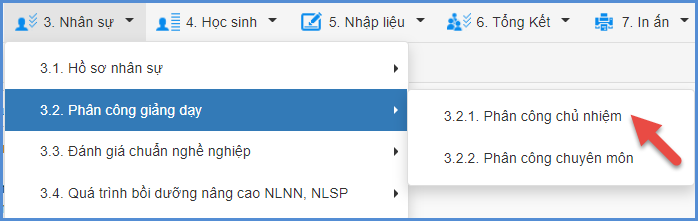 3. Nhân sự 4. Học sinh 5. Nhập liệu 6. Tổng Kết 7. In ấn
3.1. Hồ sơ nhân sự
3.2. Phân công giảng dạy
3.2.1. Phân công chủ nhiệm
3.2.2. Phân công chuyên môn
3.3. Đánh giá chuẩn nghề nghiệp
3.4. Quá trình bồi dưỡng nâng cao NLNN, NLSP